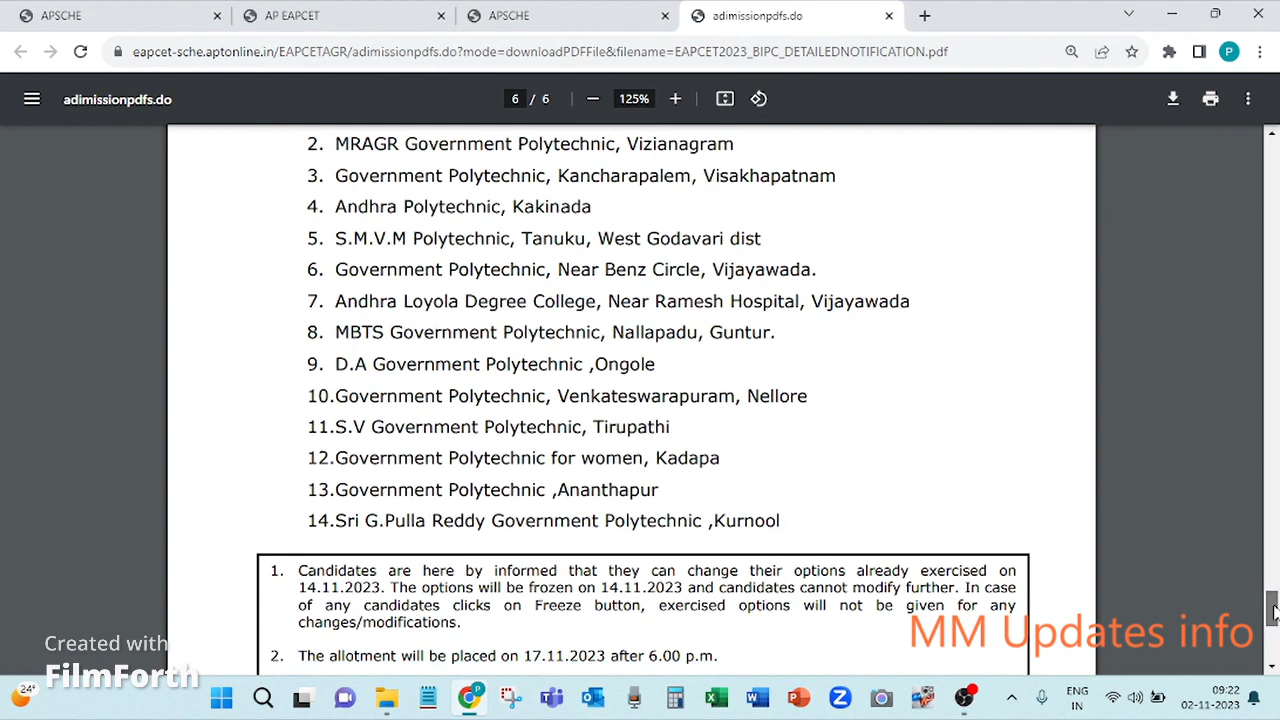 APSCHE
AP EAPCET
APSCHE
adimissionpdfs.do
eapcet-sche.aptonline.in/EAPCETAGR/adimissionpdfs.do?mode=downloadPDFFile&filename=EAPCET2023_BIPC_DETAILEDNOTIFICATION.pdf
P
adimissionpdfs.do
6 / 6
125%
2. MRAGR Government Polytechnic, Vizianagram
3. Government Polytechnic, Kancharapalem, Visakhapatnam
4. Andhra Polytechnic, Kakinada
5. S.M.V.M Polytechnic, Tanuku, West Godavari dist
6. Government Polytechnic, Near Benz Circle, Vijayawada.
7. Andhra Loyola Degree College, Near Ramesh Hospital, Vijayawada
8. MBTS Government Polytechnic, Nallapadu, Guntur.
9. D.A Government Polytechnic ,Ongole
10.Government Polytechnic, Venkateswarapuram, Nellore
11.S.V Government Polytechnic, Tirupathi
12.Government Polytechnic for women, Kadapa
13.Government Polytechnic ,Ananthapur
14.Sri G.Pulla Reddy Government Polytechnic ,Kurnool
1. Candidates are here by informed that they can change their options already exercised on
14.11.2023. The options will be frozen on 14.11.2023 and candidates cannot modify further. In case
of any candidates clicks on Freeze button, exercised options will not be given for any
changes/modifications.
2. The allotment will be placed on 17.11.2023 after 6.00 p.m.
MM Updates info
Created with
FilmForth
24°
ENG
IN
09:22
02-11-2023